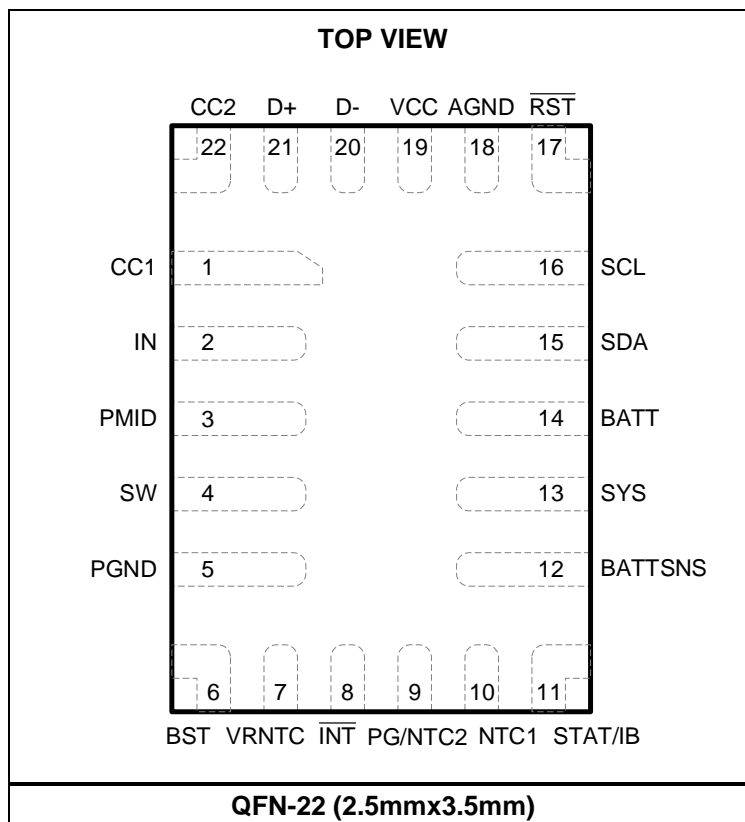 TOP VIEW
CC2 D+ D- VCC AGND RST
22 21 20 19 18 17
CC1 1 16 SCL
IN 2 15 SDA
PMID 3 14 BATT
SW 4 13 SYS
PGND 5 12 BATTSNS
6 7 8 9 10 11
BST VRNTC INT PG/NTC2 NTC1 STAT/IB
QFN-22 (2.5mmx3.5mm)